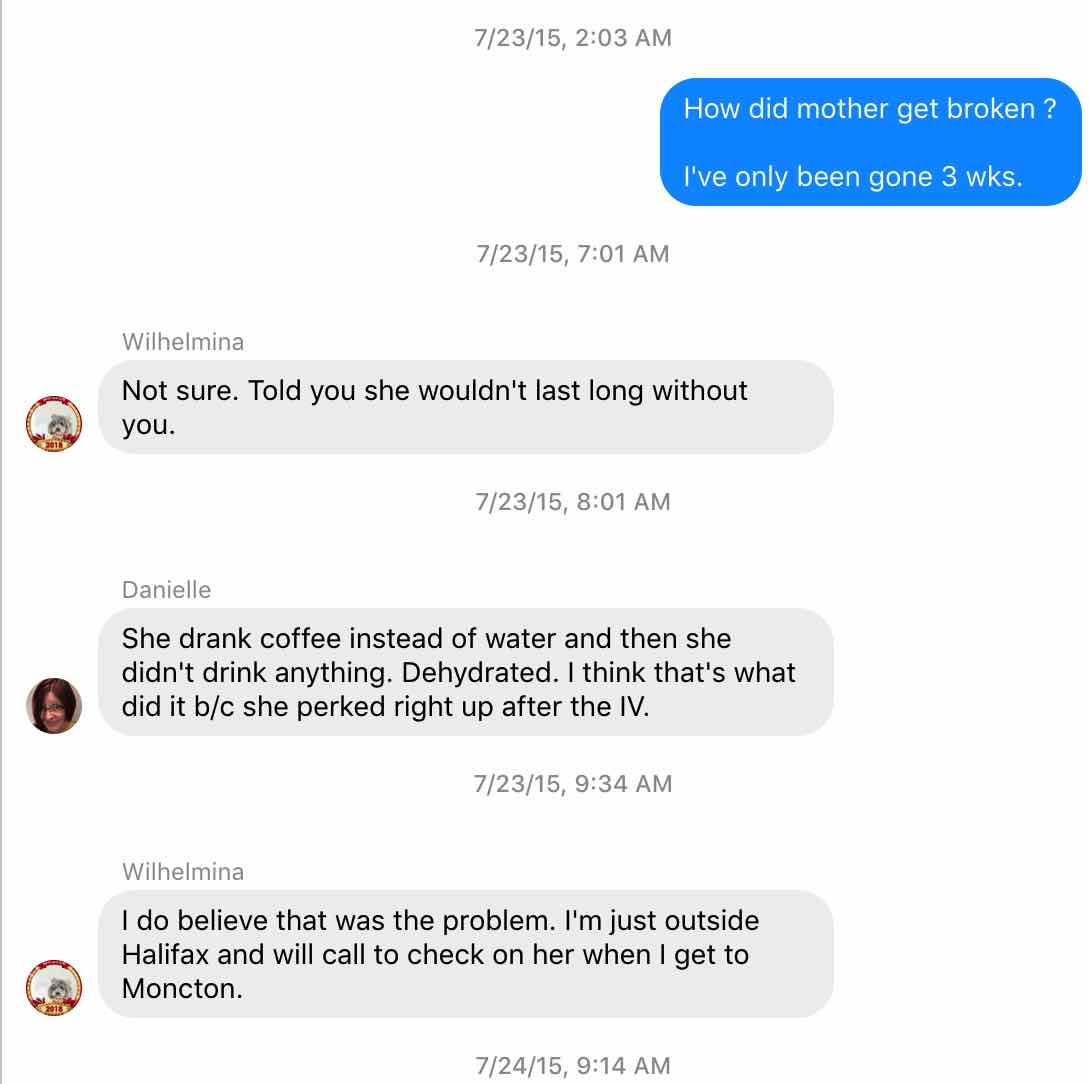 7/23/15, 2:03 AM
How did mother get broken ?
I've only been gone 3 wks.
7/23/15, 7:01 AM
Wilhelmina
Not sure. Told you she wouldn't last long without
you.
2018
7/23/15, 8:01 AM
Danielle
She drank coffee instead of water and then she
didn't drink anything. Dehydrated. I think that's what
did it b/c she perked right up after the IV.
7/23/15, 9:34 AM
Wilhelmina
I do believe that was the problem. I'm just outside
Halifax and will call to check on her when I get to
Moncton.
2018
7/24/15, 9:14 AM